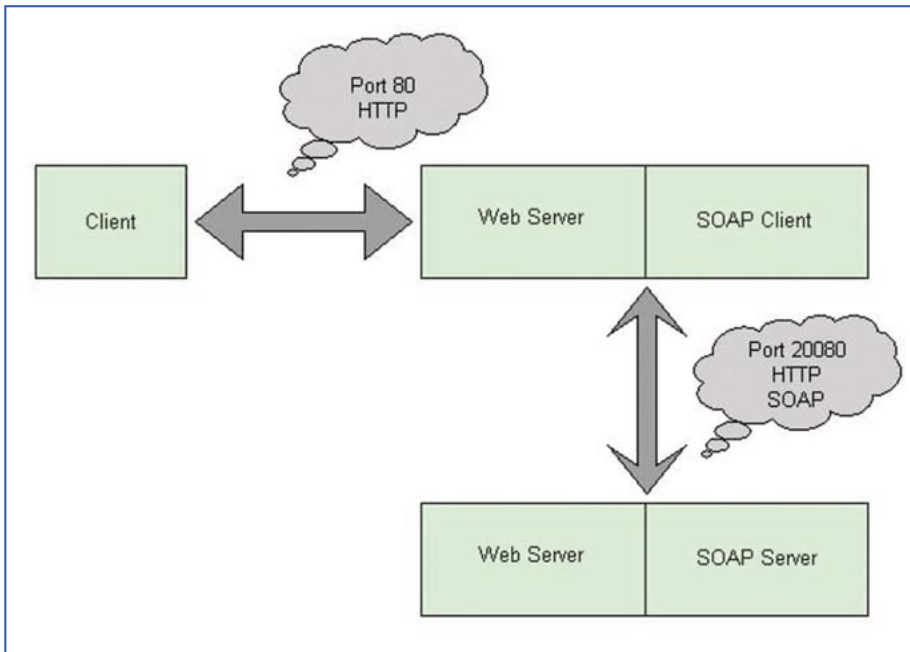 Port 80
HTTP
Client
Web Server
SOAP Client
Port 20080
HTTP
SOAP
Web Server
SOAP Server